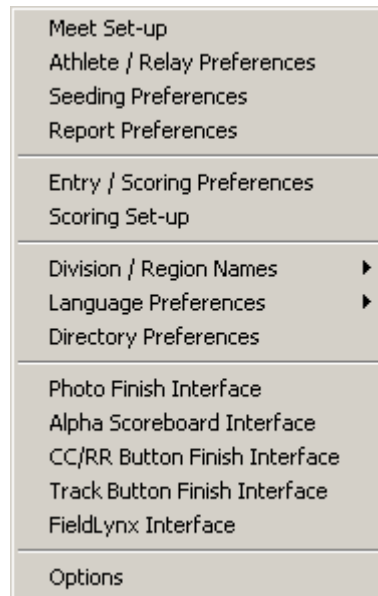 Meet Set-up
Athlete / Relay Preferences
Seeding Preferences
Report Preferences
Entry / Scoring Preferences
Scoring Set-up
Division / Region Names
Language Preferences
Directory Preferences
Photo Finish Interface
Alpha Scoreboard Interface
CC/RR Button Finish Interface
Track Button Finish Interface
FieldLynx Interface
Options